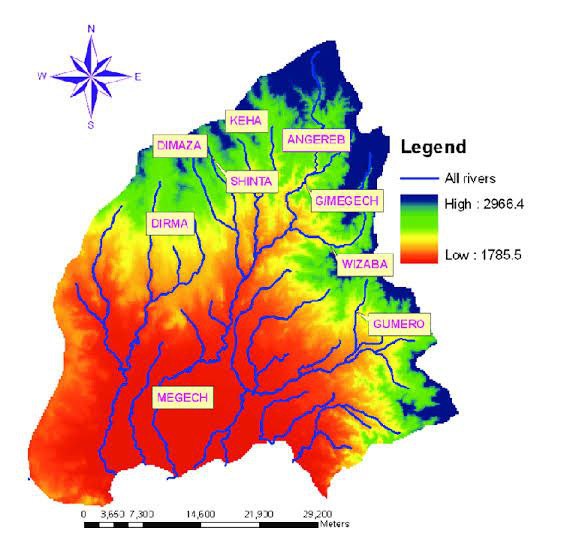 N
W E
S
KEHA
DIMAZA
ANGEREB
SHINTA
G/MEGECH
DIRMA
WIZABA
GUMERO
MEGECH
Legend
All rivers
High : 2966.4
Low : 1785.5
0 3,650 7,300 14,600 21,900 29,200
Meters